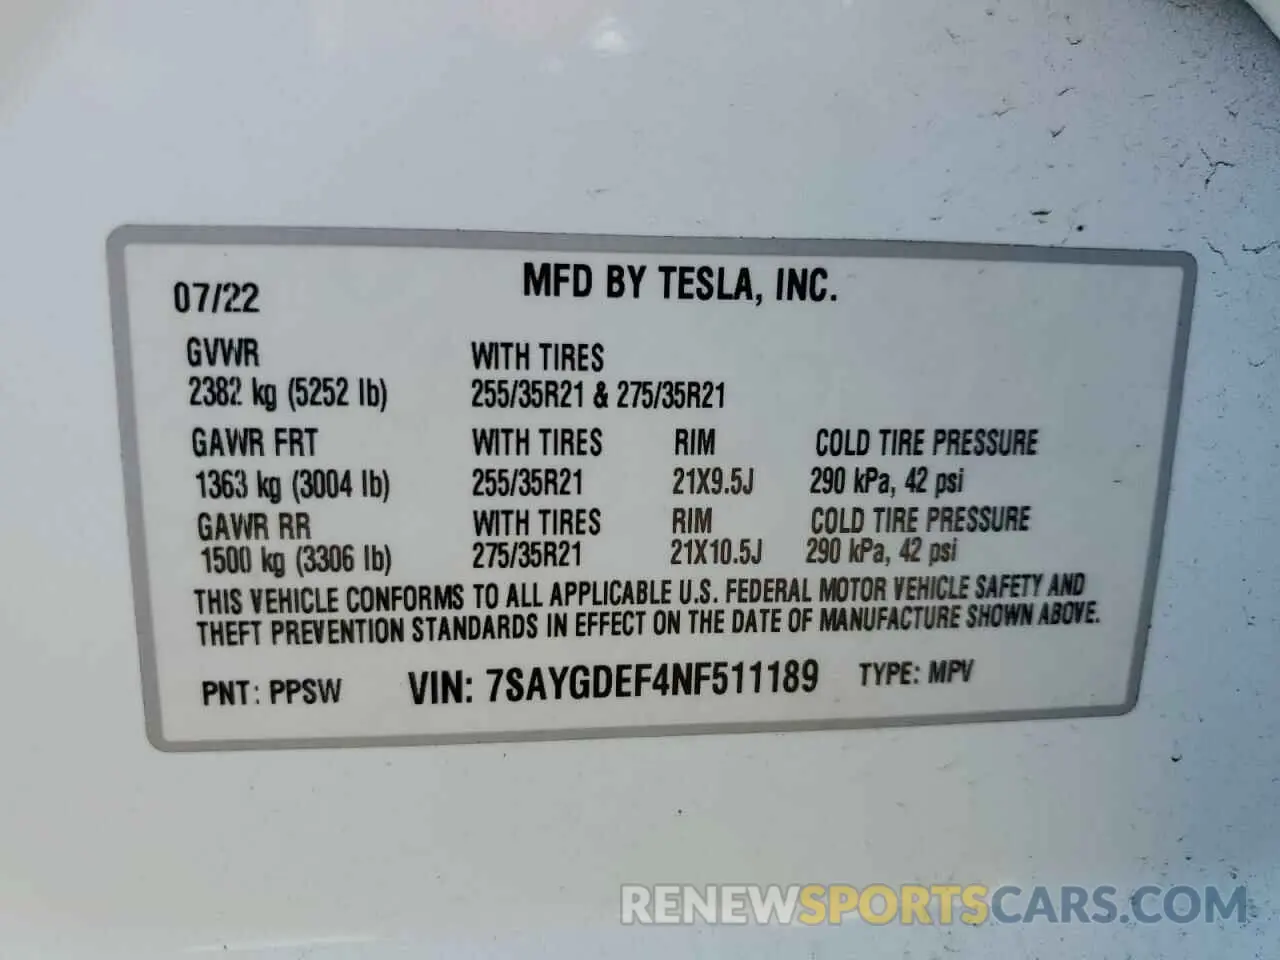 07/22 MFD BY TESLA, INC.
GVWR WITH TIRES
2382 kg (5252 lb) 255/35R21 & 275/35R21
GAWR FRT WITH TIRES RIM COLD TIRE PRESSURE
1363 kg (3004 lb) 255/35R21 21X9.5J 290 kPa, 42 psi
GAWR RR WITH TIRES RIM COLD TIRE PRESSURE
1500 kg (3306 lb) 275/35R21 21X10.5J 290 kPa, 42 psi
THIS VEHICLE CONFORMS TO ALL APPLICABLE U.S. FEDERAL MOTOR VEHICLE SAFETY AND
THEFT PREVENTION STANDARDS IN EFFECT ON THE DATE OF MANUFACTURE SHOWN ABOVE.
PNT: PPSW VIN: 7SAYGDEF4NF511189 TYPE: MPV
RENEWSPORTSCARS.COM